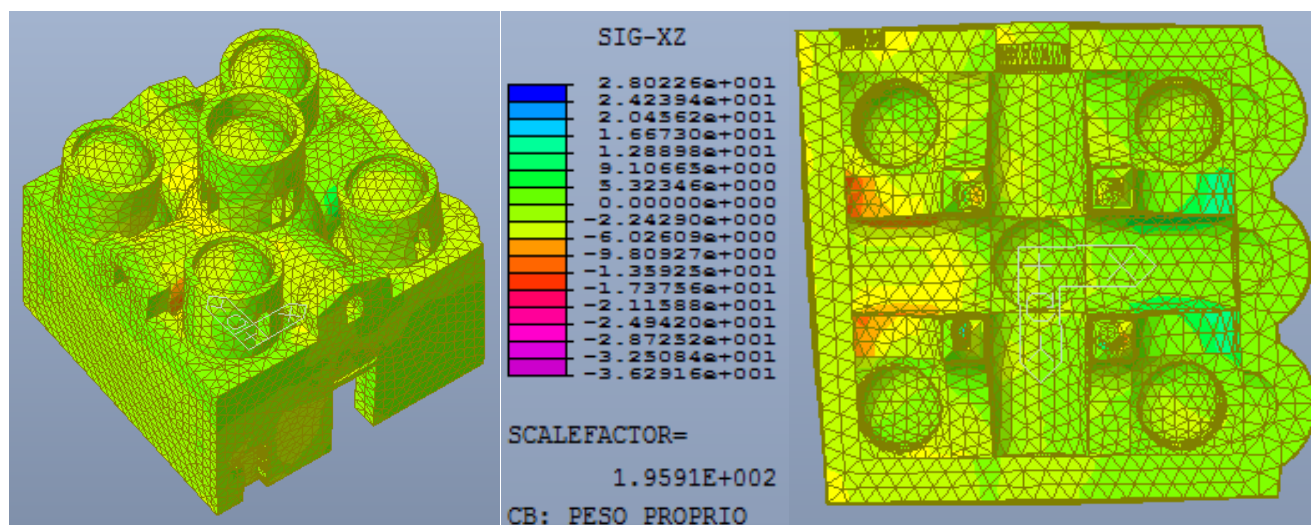 SIG-XZ
2.80226e+001
2.42394e+001
2.04562e+001
1.66730e+001
1.28898e+001
9.10665e+000
5.32346e+000
0.00000e+000
-2.24290e+000
-6.02609e+000
-9.80927e+000
-1.35925e+001
-1.73756e+001
-2.11588e+001
-2.49420e+001
-2.87252e+001
-3.25084e+001
-3.62916e+001
SCALEFACTOR=
1.9591E+002
CB: PESO PROPRIO